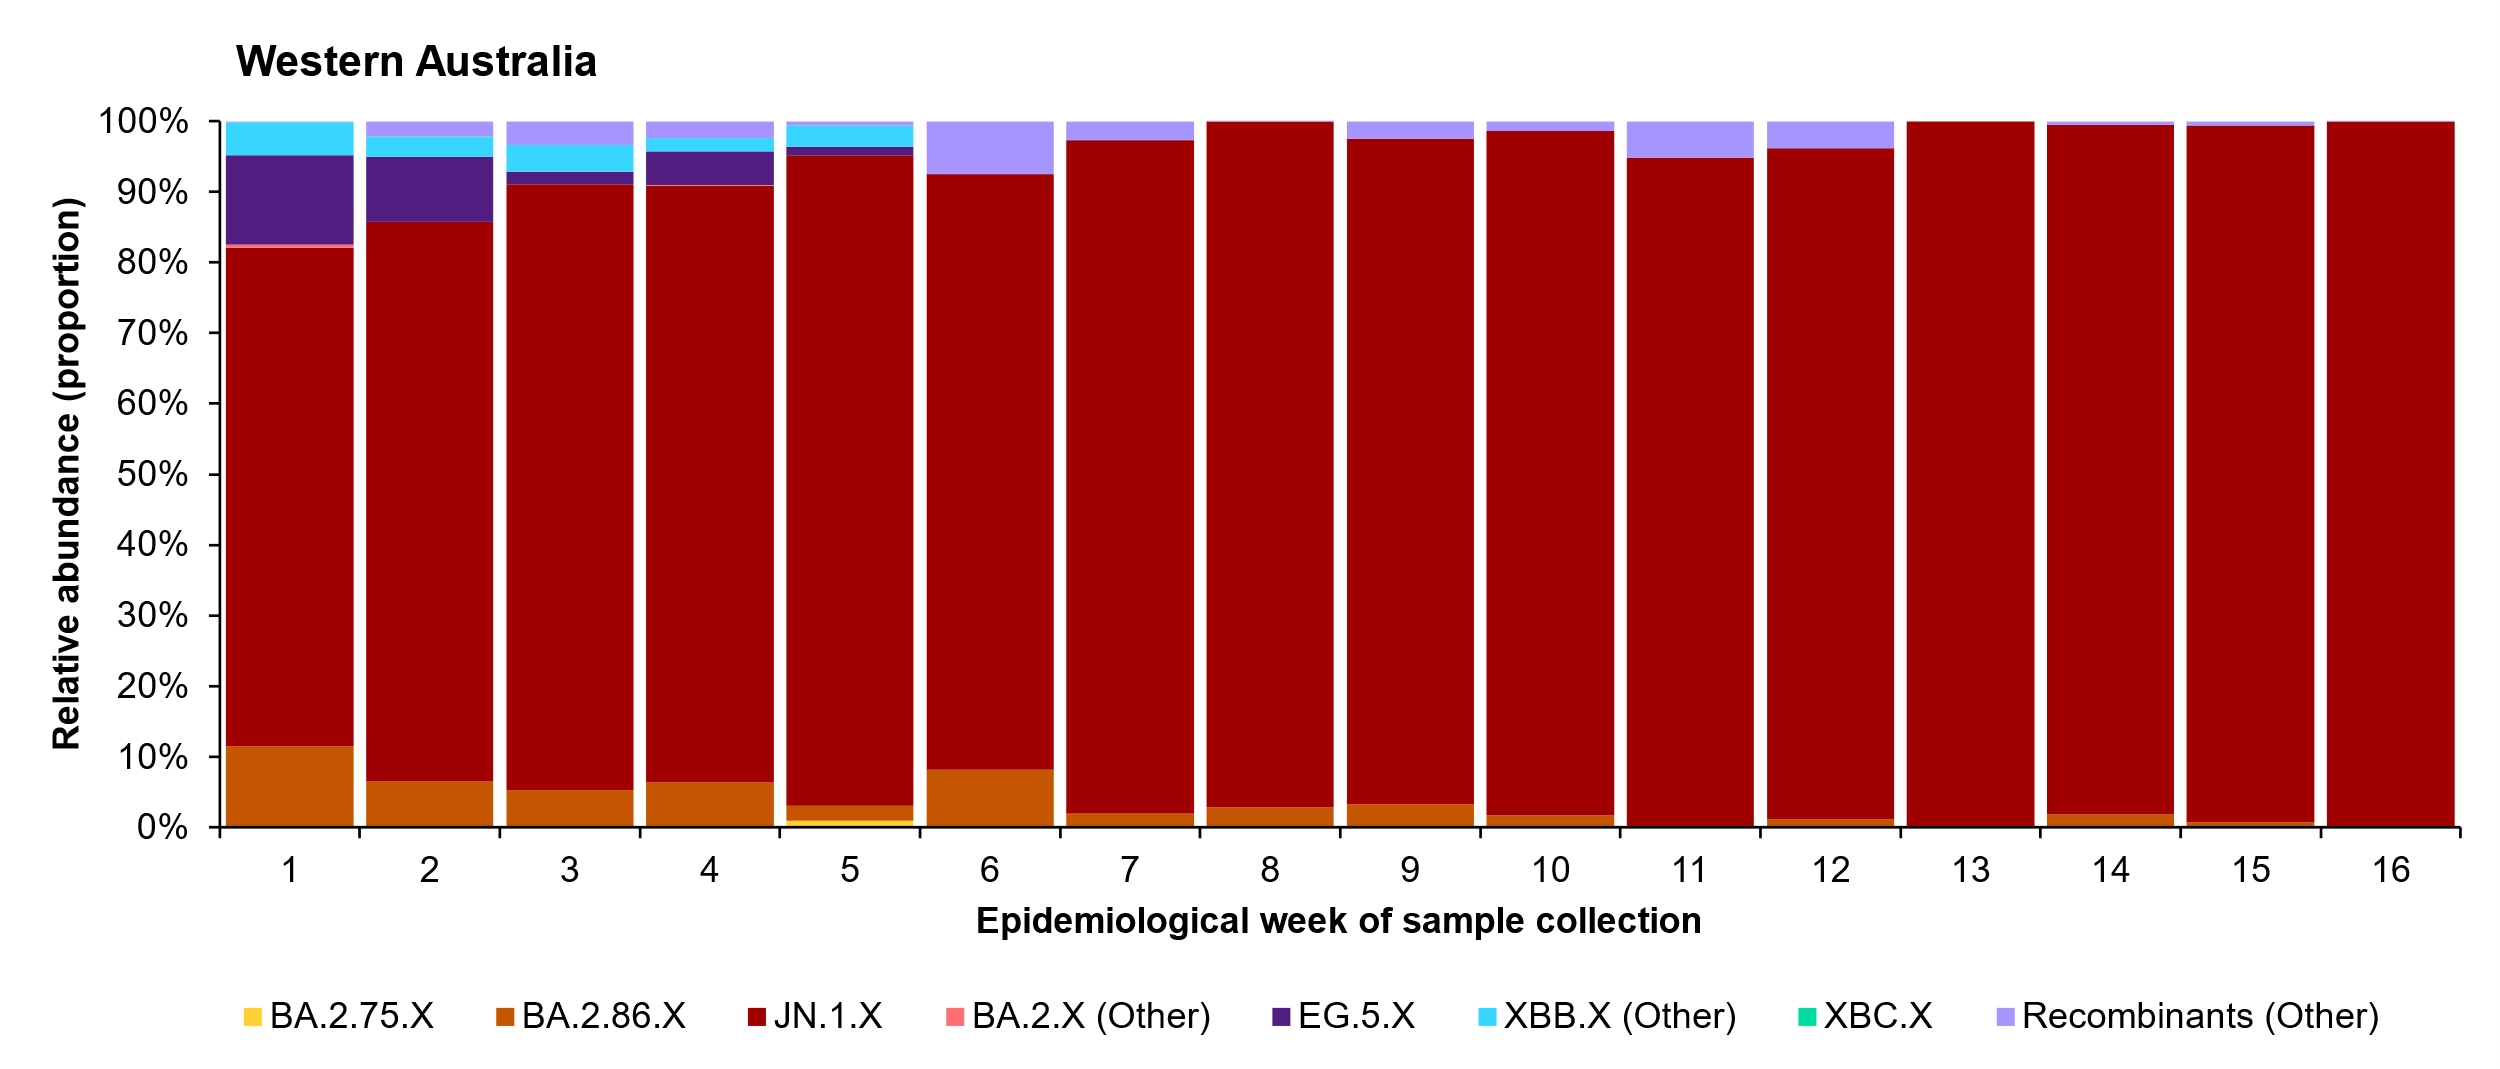 Western Australia
Relative abundance (proportion)
100%
90%
80%
70%
60%
50%
40%
30%
20%
10%
0%
1 2 3 4 5 6 7 8 9 10 11 12 13 14 15 16
Epidemiological week of sample collection
BA.2.75.X BA.2.86.X JN.1.X BA.2.X (Other) EG.5.X XBB.X (Other) XBC.X Recombinants (Other)